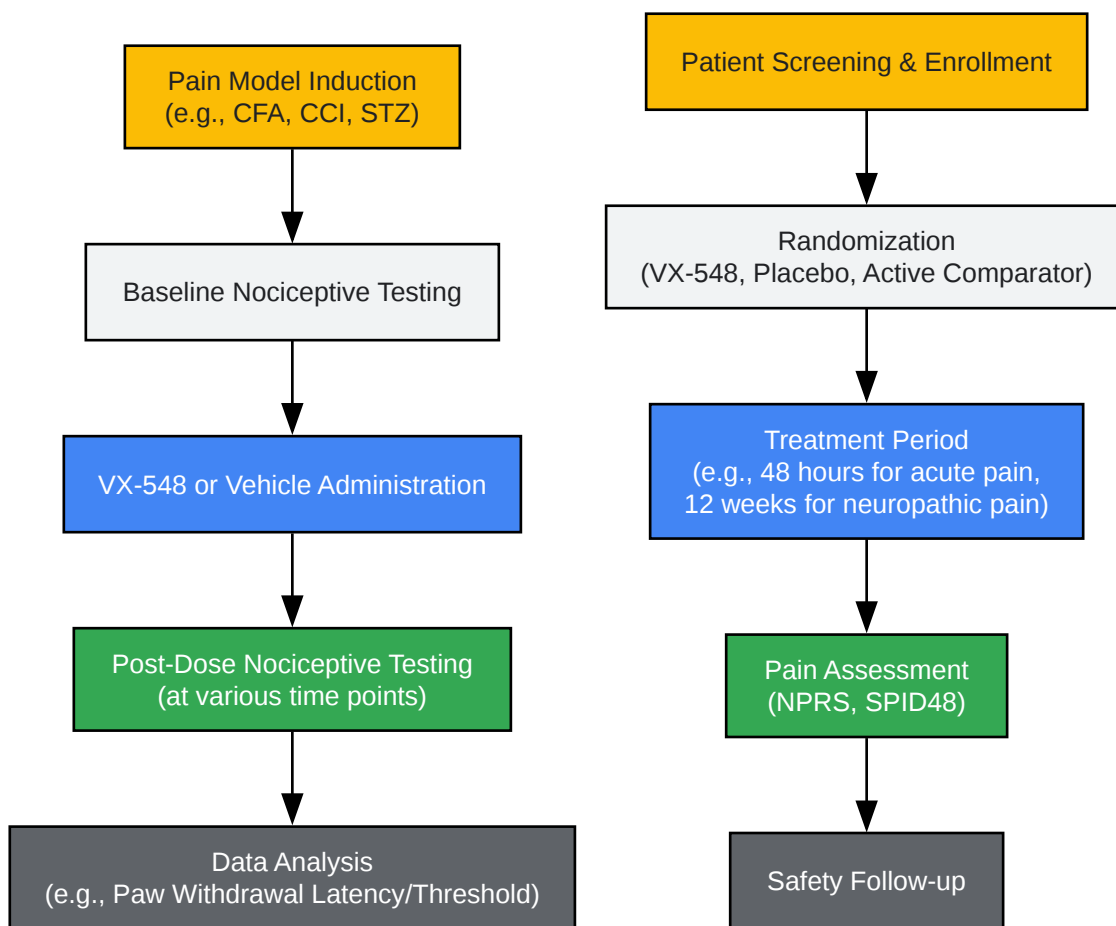 Pain Model Induction
(e.g., CFA, CCI, STZ)
Baseline Nociceptive Testing
VX-548 or Vehicle Administration
Post-Dose Nociceptive Testing
(at various time points)
Data Analysis
(e.g., Paw Withdrawal Latency/Threshold)
Patient Screening & Enrollment
Randomization
(VX-548, Placebo, Active Comparator)
Treatment Period
(e.g., 48 hours for acute pain,
12 weeks for neuropathic pain)
Pain Assessment
(NPRS, SPID48)
Safety Follow-up